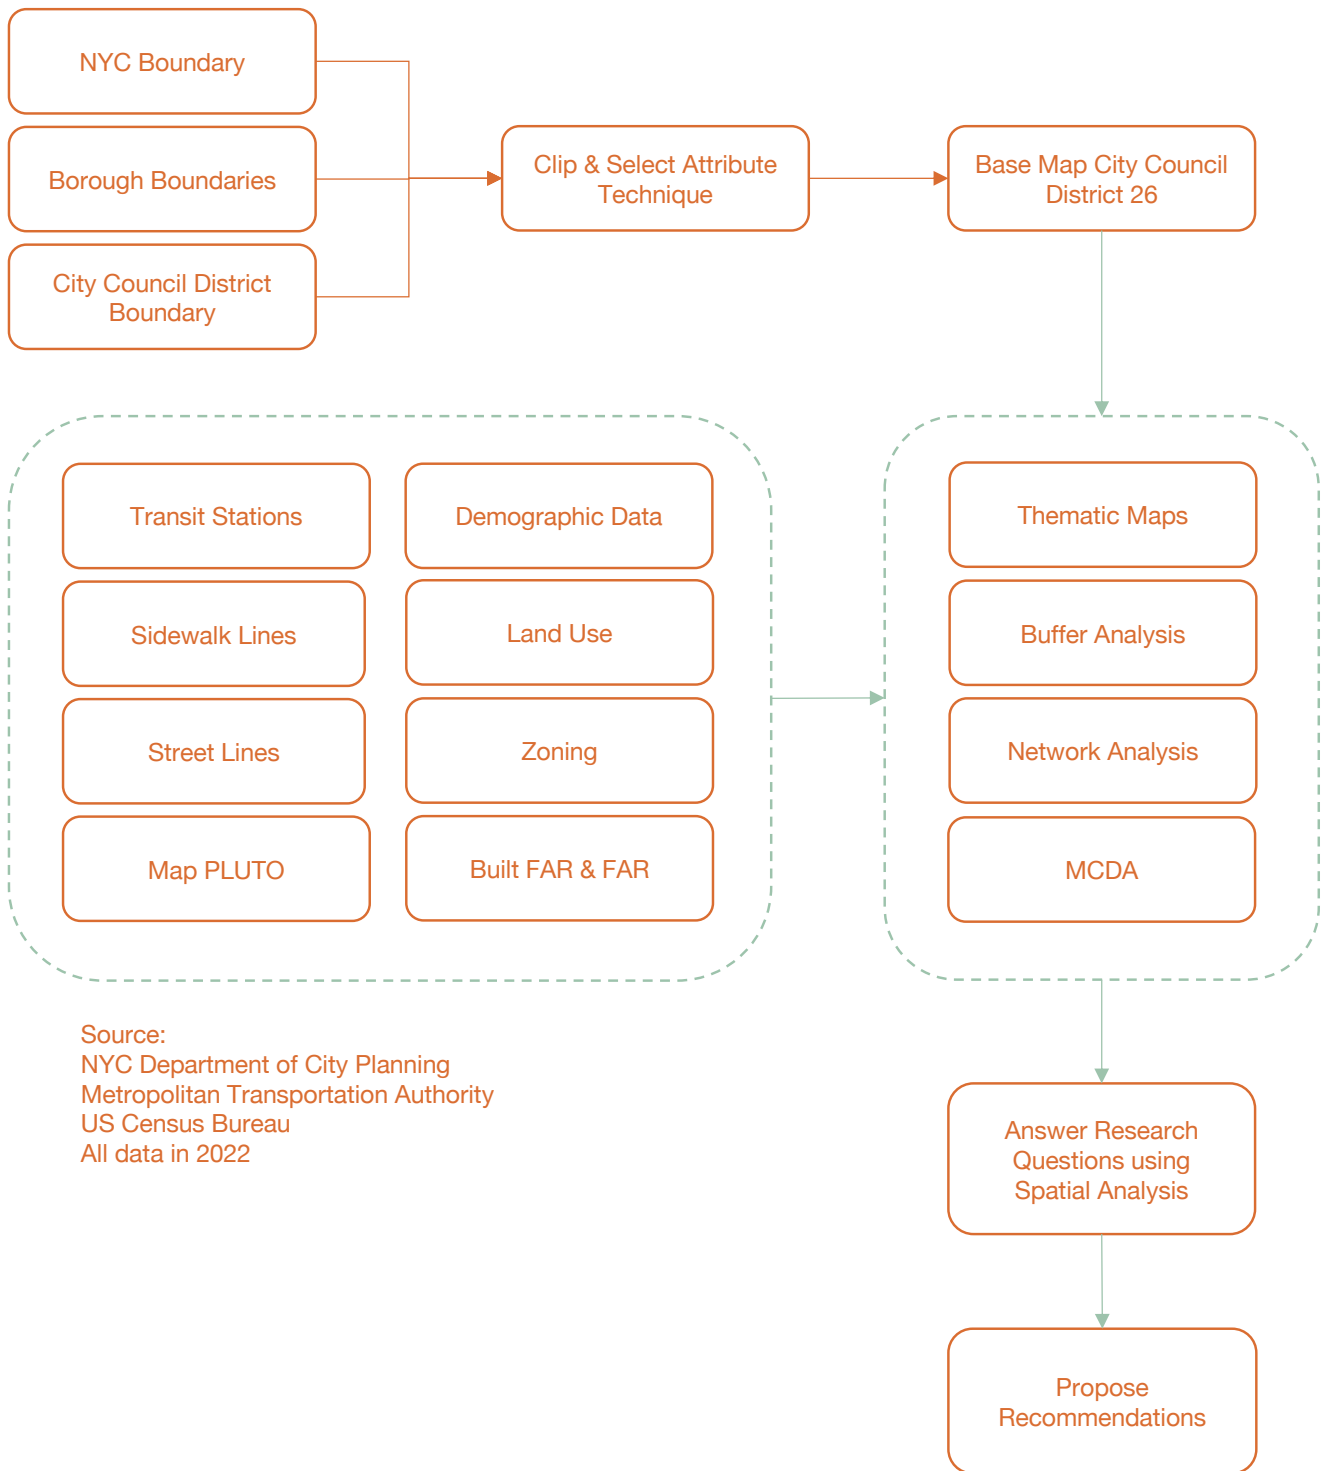 NYC Boundary
Borough Boundaries
City Council District
Boundary
Clip & Select Attribute
Technique
Base Map City Council
District 26
Transit Stations
Demographic Data
Sidewalk Lines
Land Use
Street Lines
Zoning
Map PLUTO
Built FAR & FAR
Thematic Maps
Buffer Analysis
Network Analysis
MCDA
Source:
NYC Department of City Planning
Metropolitan Transportation Authority
US Census Bureau
All data in 2022
Answer Research
Questions using
Spatial Analysis
Propose
Recommendations